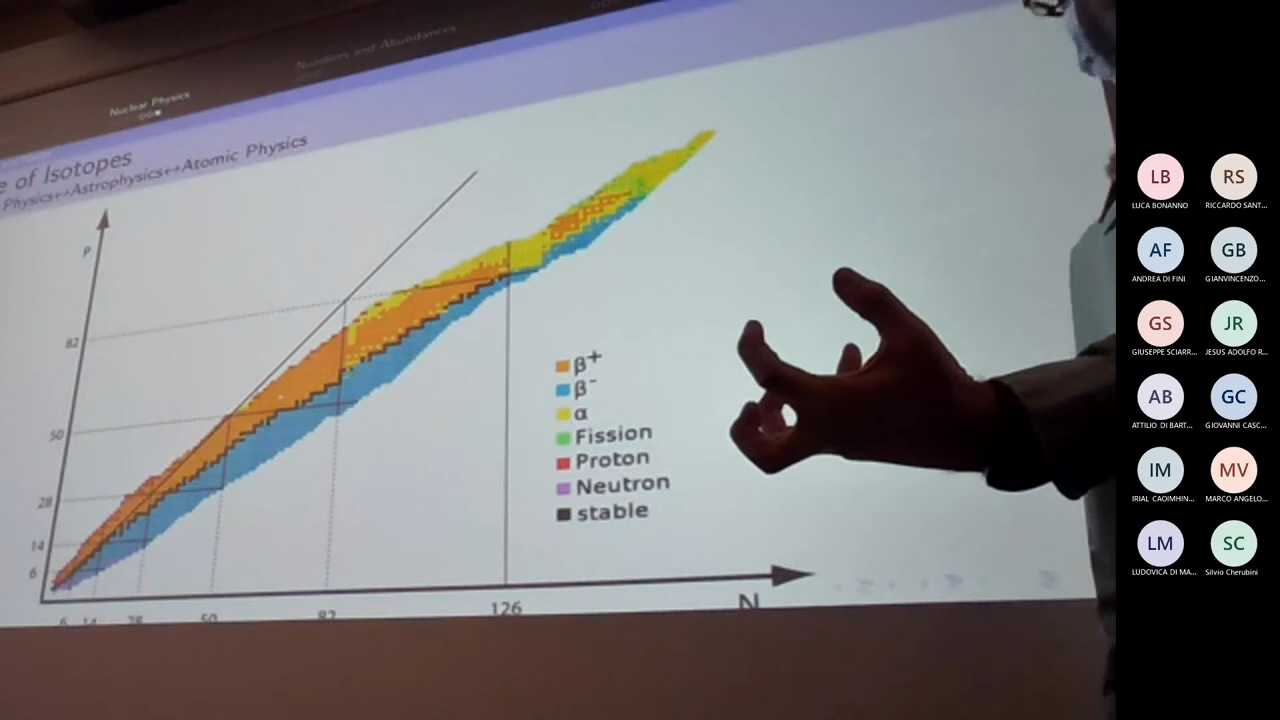 Numbers and Abundances
Nuclear Physics
e of Isotopes
Physics↔Astrophysics↔Atomic Physics
P
82
50
28
14
6
6 14 28 50 82 126 N
β+
β-
α
Fission
Proton
Neutron
stable
LB
LUCA BONANNO
RS
RICCARDO SANT...
AF
ANDREA DI FINI
GB
GIANVINCENZO...
GS
GIUSEPPE SCIARR...
JR
JESUS ADOLFO R...
AB
ATTILIO DI BART...
GC
GIOVANNI CASC...
IM
IRIAL CAOIMHIN...
MV
MARCO ANGELO...
LM
LUDOVICA DI MA...
SC
Silvio Cherubini